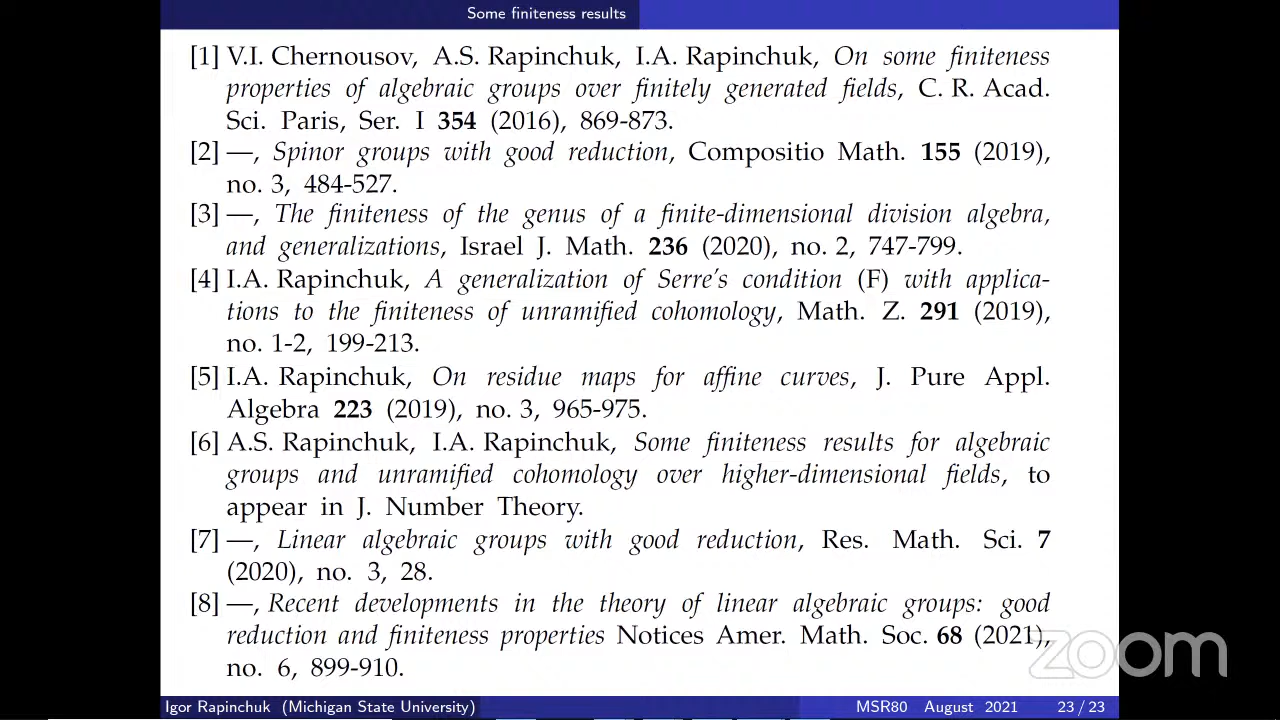 Some finiteness results
[1] V.I. Chernousov, A.S. Rapinchuk, I.A. Rapinchuk, On some finiteness
properties of algebraic groups over finitely generated fields, C. R. Acad.
Sci. Paris, Ser. I 354 (2016), 869-873.
[2] —, Spinor groups with good reduction, Compositio Math. 155 (2019),
no. 3, 484-527.
[3] —, The finiteness of the genus of a finite-dimensional division algebra,
and generalizations, Israel J. Math. 236 (2020), no. 2, 747-799.
[4] I.A. Rapinchuk, A generalization of Serre's condition (F) with applica-
tions to the finiteness of unramified cohomology, Math. Z. 291 (2019),
no. 1-2, 199-213.
[5] I.A. Rapinchuk, On residue maps for affine curves, J. Pure Appl.
Algebra 223 (2019), no. 3, 965-975.
[6] A.S. Rapinchuk, I.A. Rapinchuk, Some finiteness results for algebraic
groups and unramified cohomology over higher-dimensional fields, to
appear in J. Number Theory.
[7] —, Linear algebraic groups with good reduction, Res. Math. Sci. 7
(2020), no. 3, 28.
[8] —, Recent developments in the theory of linear algebraic groups: good
reduction and finiteness properties Notices Amer. Math. Soc. 68 (2021),
no. 6, 899-910.
zoom
Igor Rapinchuk (Michigan State University) MSR80 August 2021 23 / 23